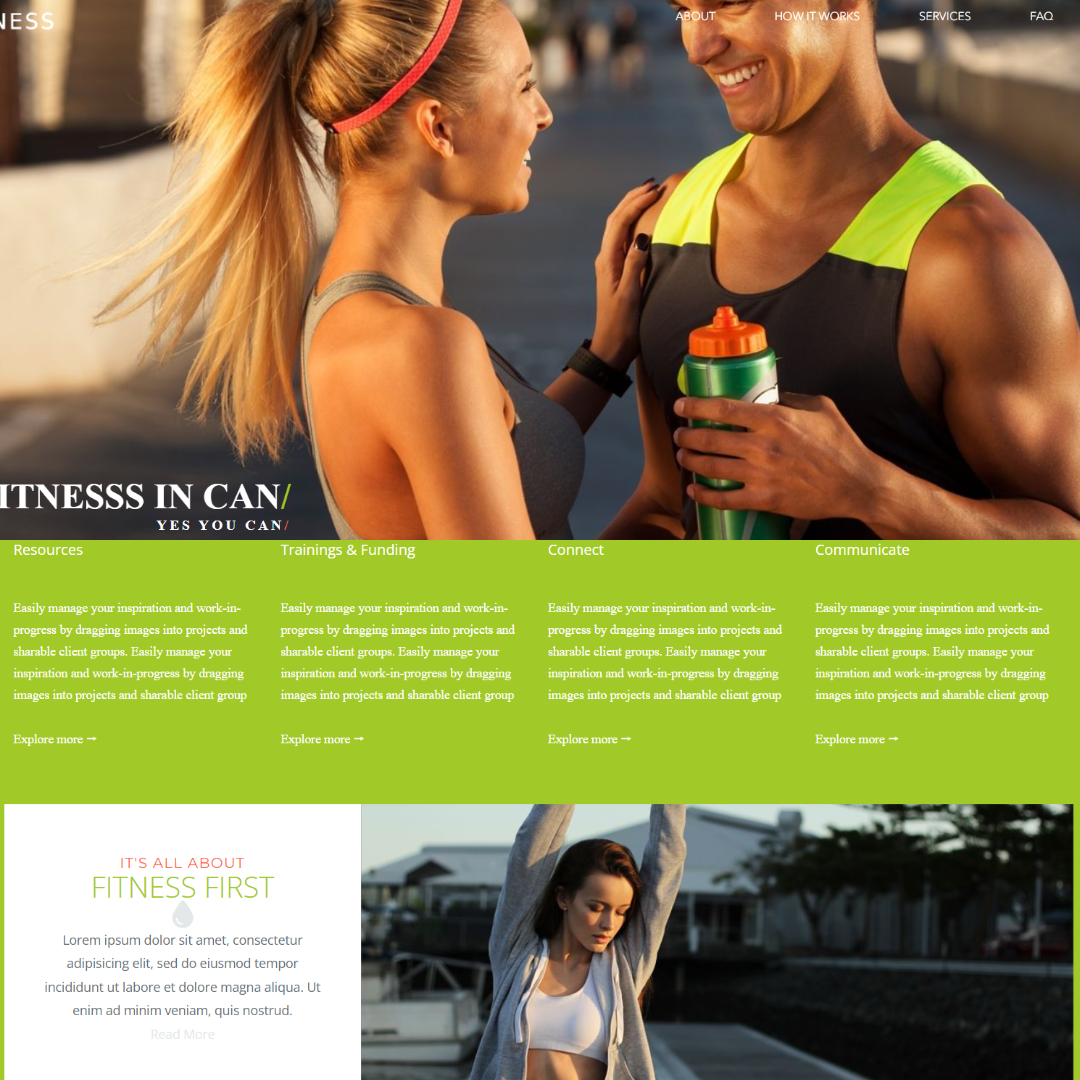 NESS
ABOUT HOW IT WORKS SERVICES FAQ
ITNESSS IN CAN/
YES YOU CAN/
Resources
Easily manage your inspiration and work-in-
progress by dragging images into projects and
sharable client groups. Easily manage your
inspiration and work-in-progress by dragging
images into projects and sharable client group
Explore more →
Trainings & Funding
Easily manage your inspiration and work-in-
progress by dragging images into projects and
sharable client groups. Easily manage your
inspiration and work-in-progress by dragging
images into projects and sharable client group
Explore more →
Connect
Easily manage your inspiration and work-in-
progress by dragging images into projects and
sharable client groups. Easily manage your
inspiration and work-in-progress by dragging
images into projects and sharable client group
Explore more →
Communicate
Easily manage your inspiration and work-in-
progress by dragging images into projects and
sharable client groups. Easily manage your
inspiration and work-in-progress by dragging
images into projects and sharable client group
Explore more →
IT'S ALL ABOUT
FITNESS FIRST
Lorem ipsum dolor sit amet, consectetur
adipisicing elit, sed do eiusmod tempor
incididunt ut labore et dolore magna aliqua. Ut
enim ad minim veniam, quis nostrud.
Read More